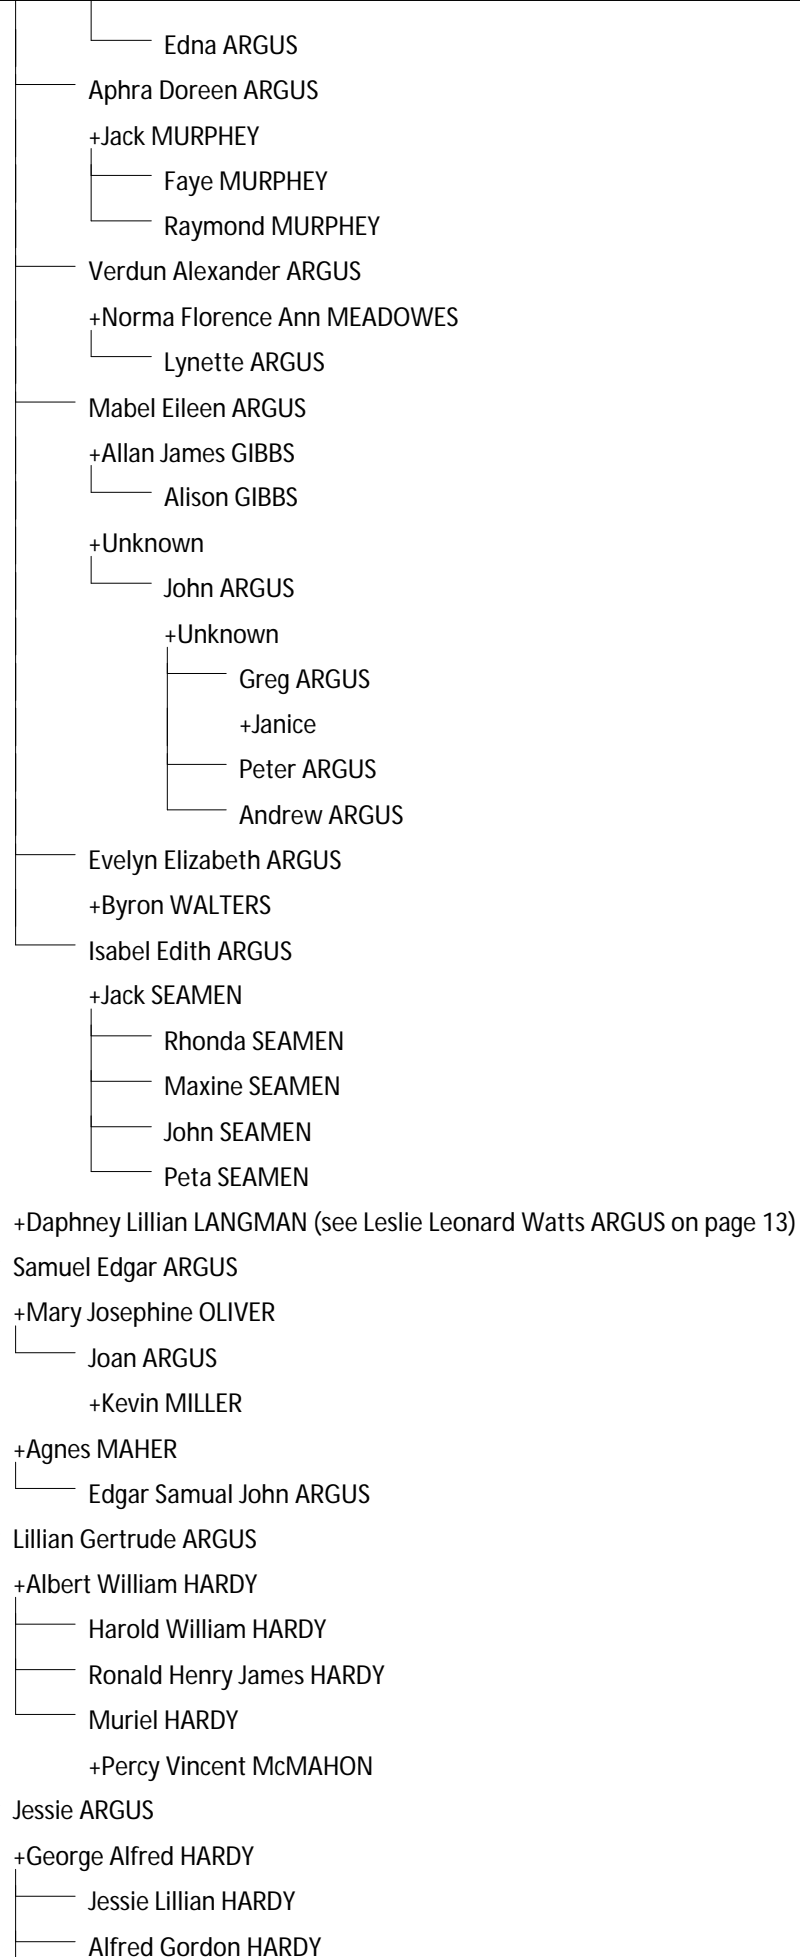 Edna ARGUS
Aphra Doreen ARGUS
+Jack MURPHEY
Faye MURPHEY
Raymond MURPHEY
Verdun Alexander ARGUS
+Norma Florence Ann MEADOWES
Lynette ARGUS
Mabel Eileen ARGUS
+Allan James GIBBS
Alison GIBBS
+Unknown
John ARGUS
+Unknown
Greg ARGUS
+Janice
Peter ARGUS
Andrew ARGUS
Evelyn Elizabeth ARGUS
+Byron WALTERS
Isabel Edith ARGUS
+Jack SEAMEN
Rhonda SEAMEN
Maxine SEAMEN
John SEAMEN
Peta SEAMEN
+Daphney Lillian LANGMAN (see Leslie Leonard Watts ARGUS on page 13)
Samuel Edgar ARGUS
+Mary Josephine OLIVER
Joan ARGUS
+Kevin MILLER
+Agnes MAHER
Edgar Samual John ARGUS
Lillian Gertrude ARGUS
+Albert William HARDY
Harold William HARDY
Ronald Henry James HARDY
Muriel HARDY
+Percy Vincent McMAHON
Jessie ARGUS
+George Alfred HARDY
Jessie Lillian HARDY
Alfred Gordon HARDY